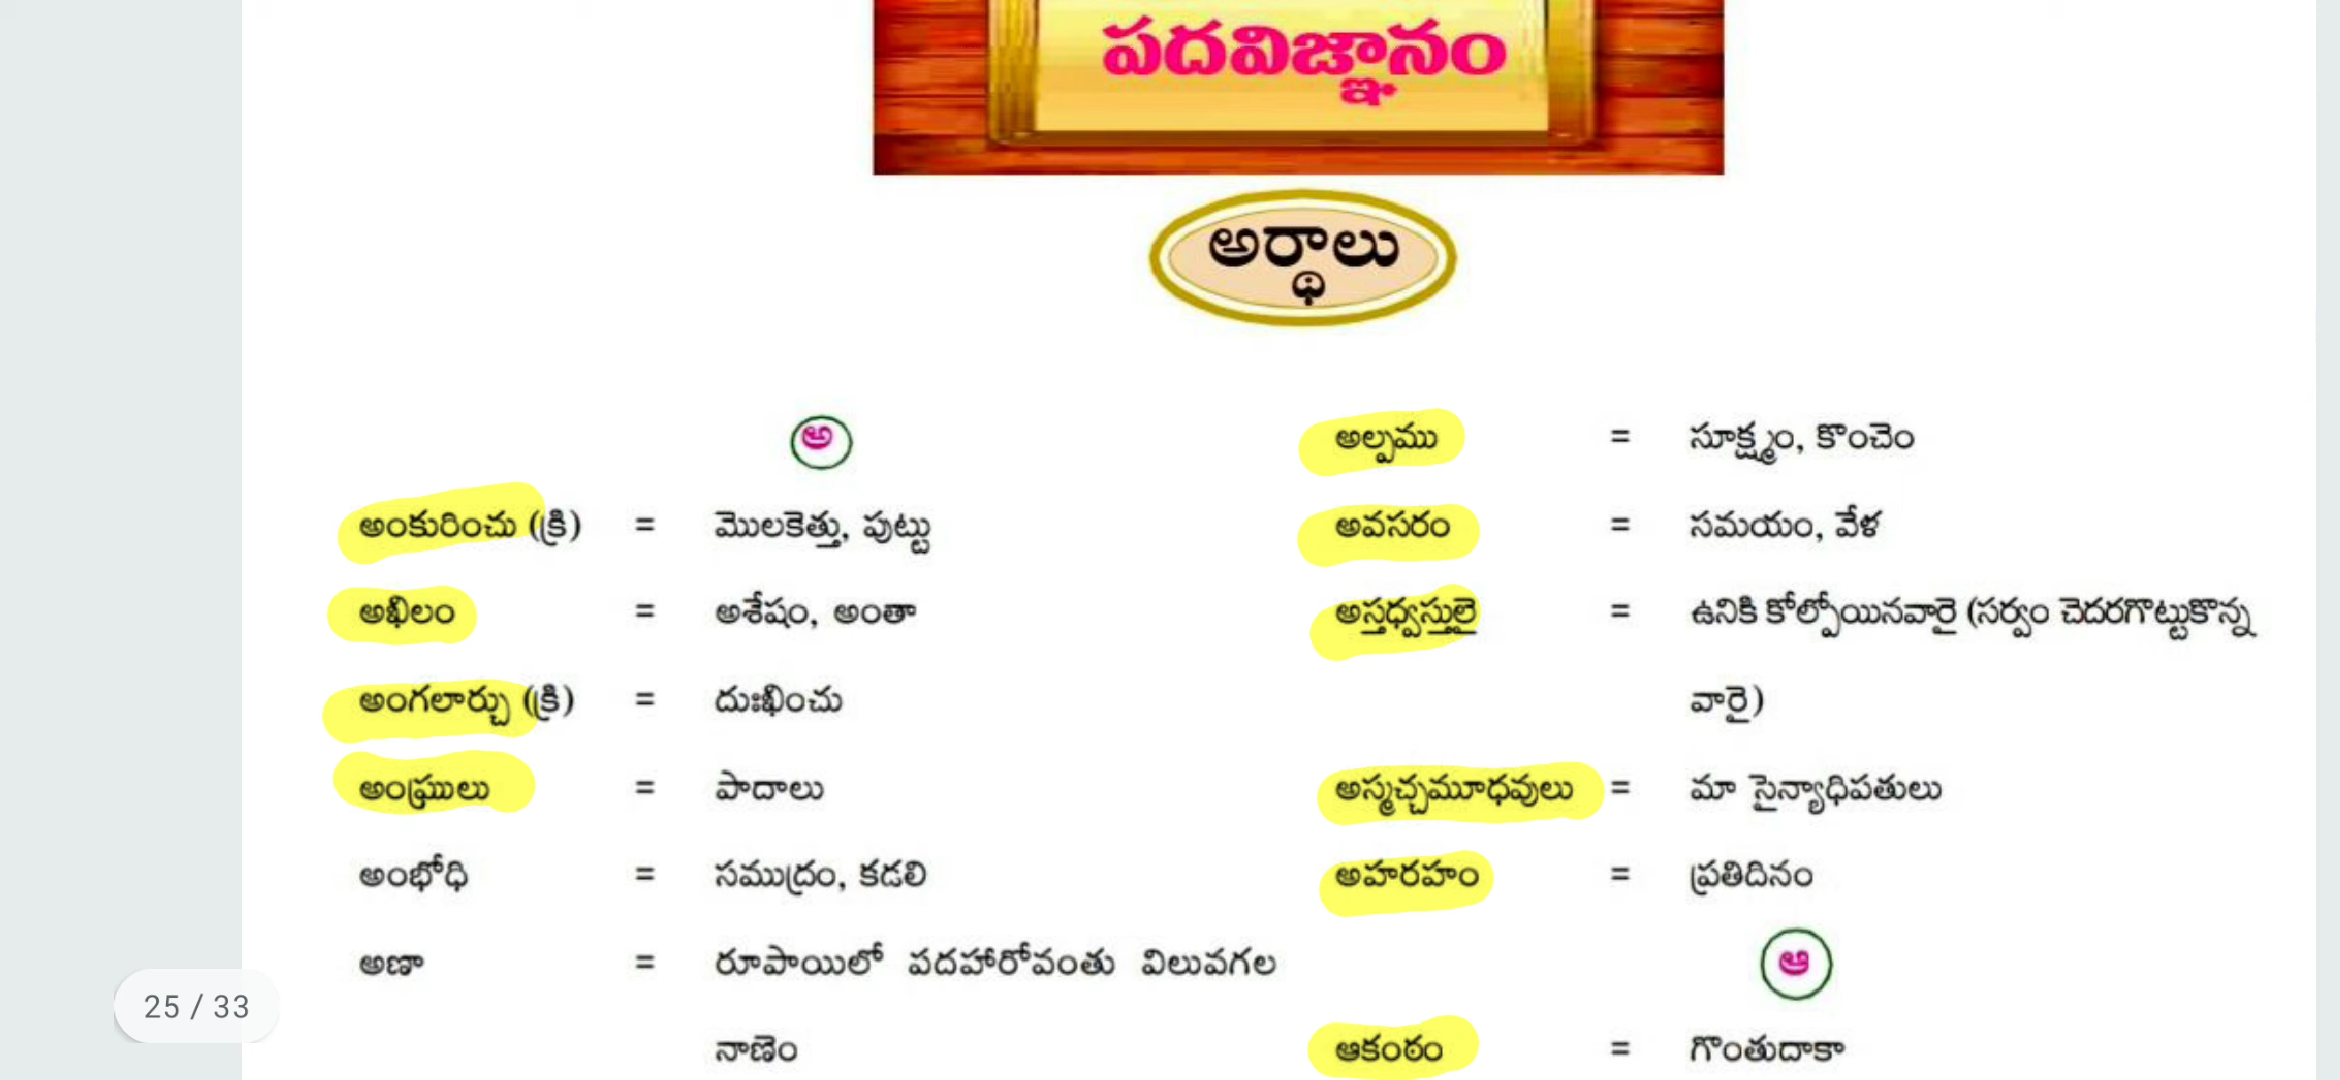 పదవిజ్ఞానం
అర్థాలు
అ
అంకురించు (క్రి) = మొలకెత్తు, పుట్టు
అఖిలం = అశేషం, అంతా
అంగలార్చు (క్రి) = దుఃఖించు
అంఘ్రులు = పాదాలు
అంభోధి = సముద్రం, కడలి
అణా = రూపాయిలో పదహారోవంతు విలువగల
నాణెం
అల్పము = సూక్ష్మం, కొంచెం
అవసరం = సమయం, వేళ
అస్తధ్వస్తులై = ఉనికి కోల్పోయినవారై (సర్వం చెదరగొట్టుకొన్న
వారై)
అస్మచ్చమూధవులు = మా సైన్యాధిపతులు
అహరహం = ప్రతిదినం
ఆ
ఆకంఠం = గొంతుదాకా
25 / 33